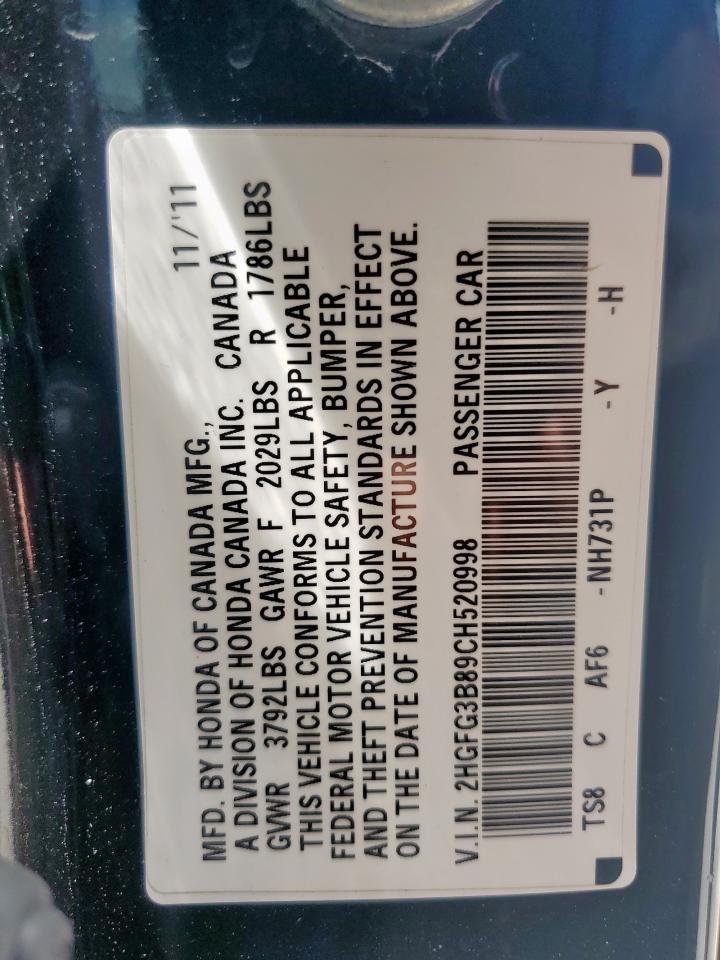 11/'11
MFD. BY HONDA OF CANADA MFG.,
A DIVISION OF HONDA CANADA INC. CANADA
GVWR 3792LBS GAWR F 2029LBS R 1786LBS
THIS VEHICLE CONFORMS TO ALL APPLICABLE
FEDERAL MOTOR VEHICLE SAFETY, BUMPER,
AND THEFT PREVENTION STANDARDS IN EFFECT
ON THE DATE OF MANUFACTURE SHOWN ABOVE.
V.I.N. 2HGFG3B89CH520998 PASSENGER CAR
TS8 C AF6 -NH731P -Y -H